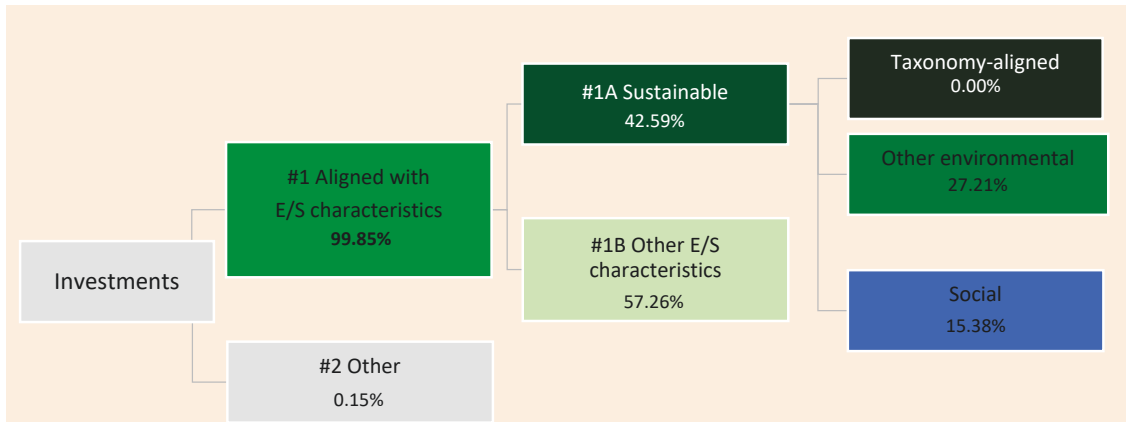 Investments
#1 Aligned with
E/S characteristics
99.85%
#2 Other
0.15%
#1A Sustainable
42.59%
#1B Other E/S
characteristics
57.26%
Taxonomy-aligned
0.00%
Other environmental
27.21%
Social
15.38%